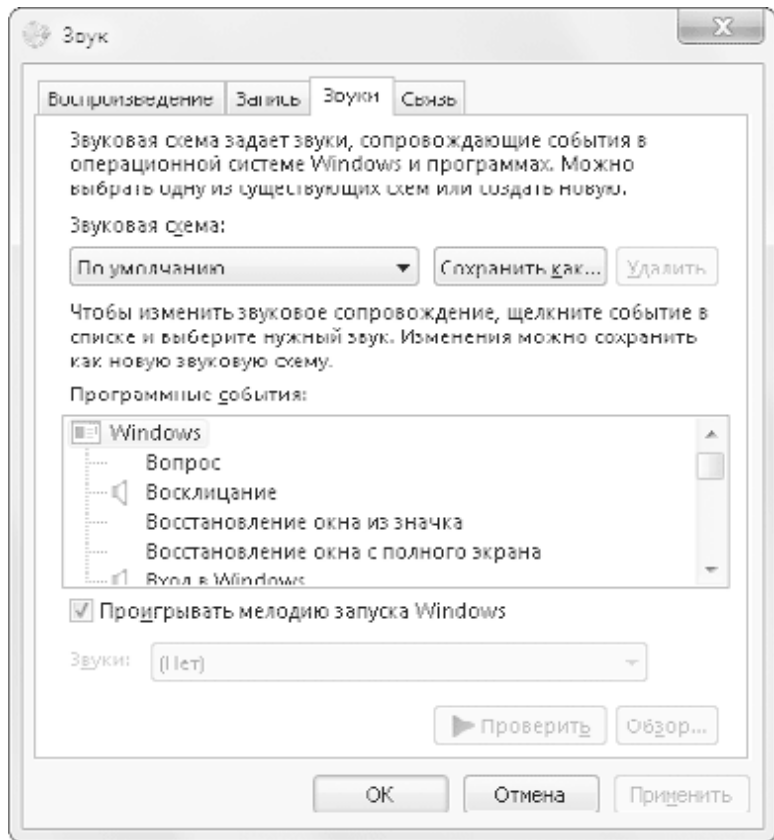 Звук
Воспроизведение Запись Звуки Связь
Звуковая схема задает звуки, сопровождающие события в
операционной системе Windows и программах. Можно
выбрать одну из существующих схем или создать новую.
Звуковая схема:
По умолчанию Сохранить как... Удалить
Чтобы изменить звуковое сопровождение, щелкните событие в
списке и выберите нужный звук. Изменения можно сохранить
как новую звуковую схему.
Программные события:
Windows
Вопрос
Восклицание
Восстановление окна из значка
Восстановление окна с полного экрана
Вход в Windows
Проигрывать мелодию запуска Windows
Звуки: (Нет)
Проверить Обзор...
ОК Отмена Применить